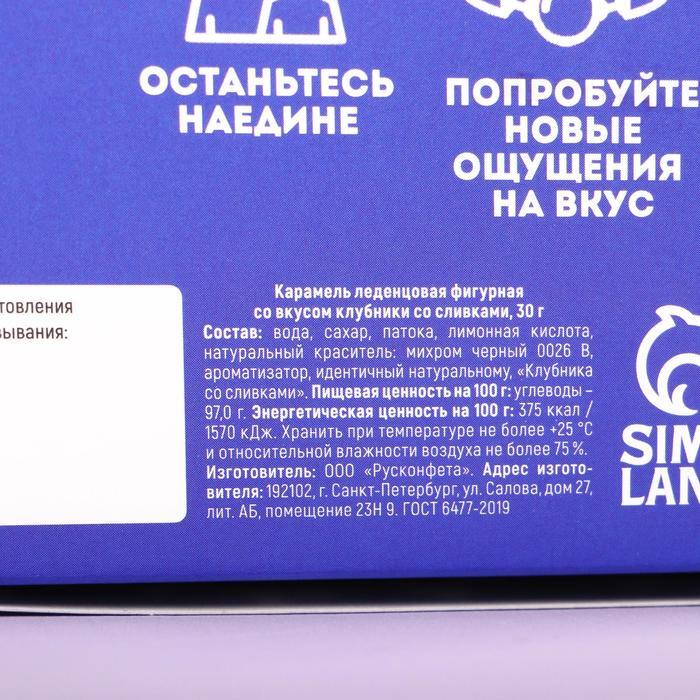 ОСТАНЬТЕСЬ
НАЕДИНЕ
ПОПРОБУЙТЕ
НОВЫЕ
ОЩУЩЕНИЯ
НА ВКУС
товления
ывания:
Карамель леденцовая фигурная
со вкусом клубники со сливками, 30 г
Состав: вода, сахар, патока, лимонная кислота,
натуральный краситель: михром черный 0026 В,
ароматизатор, идентичный натуральному, «Клубника
со сливками». Пищевая ценность на 100 г: углеводы –
97,0 г. Энергетическая ценность на 100 г: 375 ккал /
1570 кДж. Хранить при температуре не более +25 °С
и относительной влажности воздуха не более 75 %.
Изготовитель: ООО «Русконфета». Адрес изгото-
вителя: 192102, г. Санкт-Петербург, ул. Салова, дом 27,
лит. АБ, помещение 23Н 9. ГОСТ 6477-2019
SIM
LAN